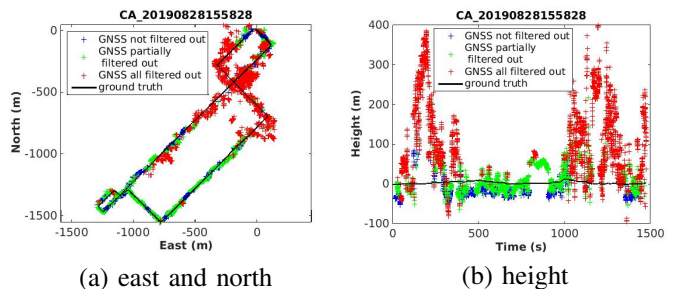 CA_20190828155828
GNSS not filtered out
GNSS partially
filtered out
GNSS all filtered out
ground truth
North (m)
0
-500
-1000
-1500
-1500
-1000
-500
0
East (m)
(a) east and north
CA_20190828155828
GNSS not filtered out
GNSS partially
filtered out
GNSS all filtered out
ground truth
Height (m)
400
300
200
100
0
-100
0
500
1000
1500
Time (s)
(b) height